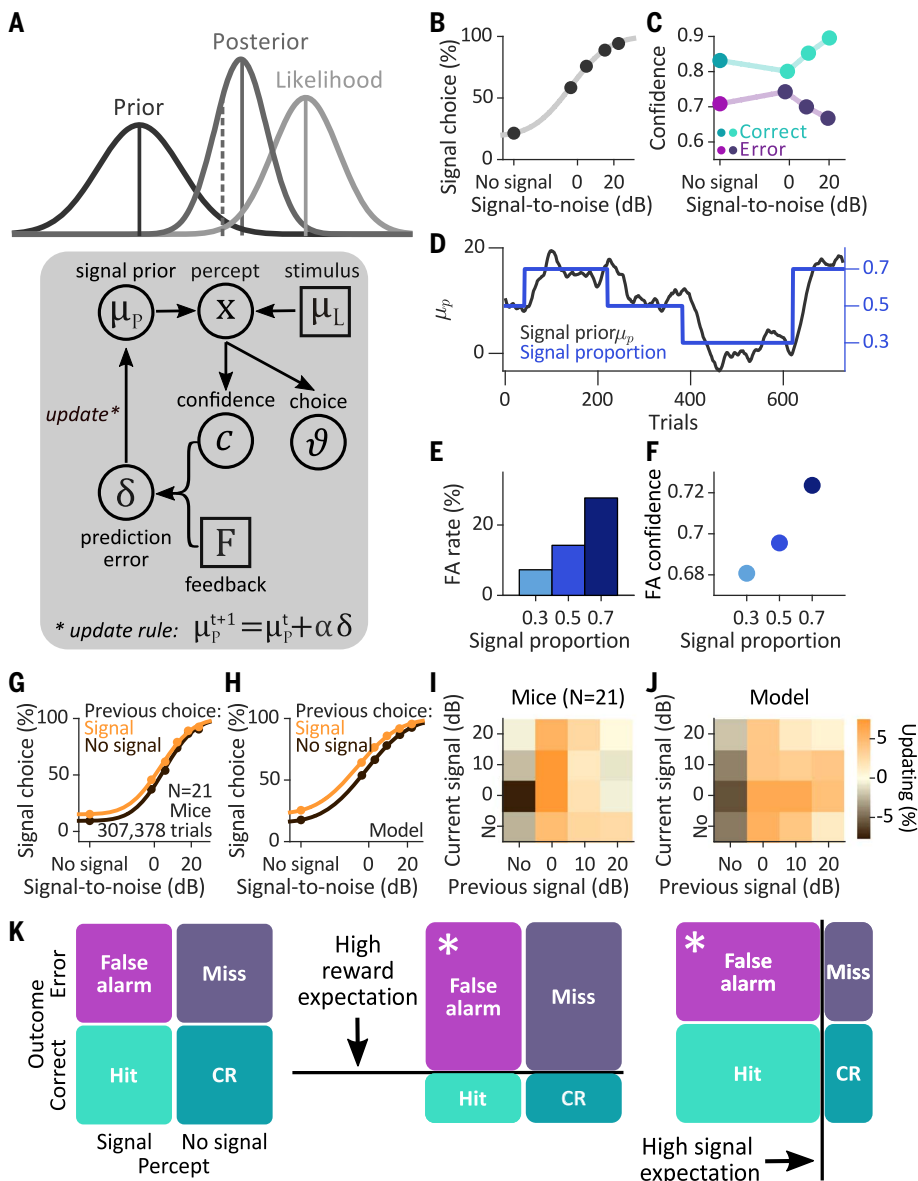 A
Prior
Posterior
Likelihood
signal prior
percept
stimulus
μP
x
μL
update*
confidence
choice
c
ϑ
δ
prediction
error
F
feedback
* update rule: μP^t+1 = μP^t + α δ
B
Signal choice (%)
100
50
0
No signal
0
20
Signal-to-noise (dB)
C
Confidence
0.9
0.8
0.7
0.6
Correct
Error
No signal
0
20
Signal-to-noise (dB)
D
μp
20
0
Signal prior μp
Signal proportion
0.7
0.5
0.3
0
200
400
600
Trials
E
FA rate (%)
20
0
0.3 0.5 0.7
Signal proportion
F
FA confidence
0.72
0.7
0.68
0.3 0.5 0.7
Signal proportion
G
Signal choice (%)
100
50
0
Previous choice:
Signal
No signal
N=21
Mice
307,378
trials
No signal
0
20
Signal-to-noise (dB)
H
Signal choice (%)
100
50
0
Previous choice:
Signal
No signal
Model
No signal
0
20
Signal-to-noise (dB)
I
Mice (N=21)
Current signal (dB)
20
10
0
No
No 0 10 20
Previous signal (dB)
J
Model
Current signal (dB)
20
10
0
No
No 0 10 20
Previous signal (dB)
5
0
-5
Updating (%)
K
Outcome
Error
Correct
False
alarm
Miss
Hit
CR
Signal
No signal
Percept
High
reward
expectation
*
False
alarm
Miss
Hit
CR
*
False
alarm
Miss
Hit
CR
High signal
expectation